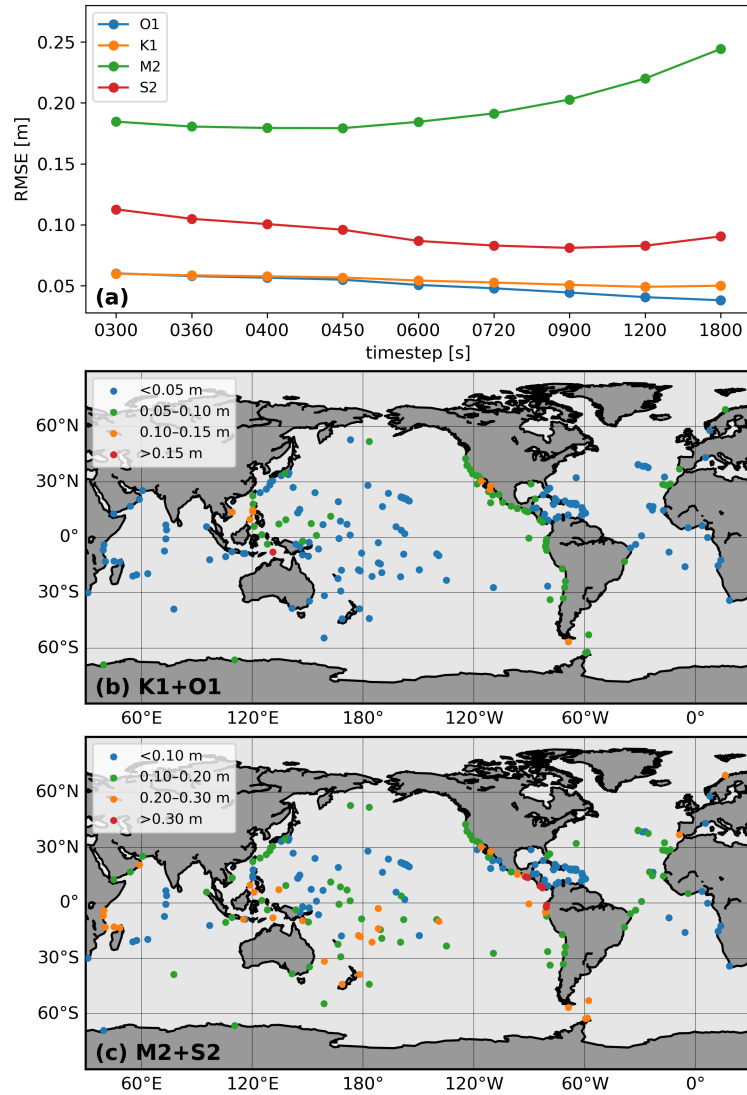 O1
K1
M2
S2
0.25
0.20
0.15
0.10
0.05
RMSE [m]
(a)
0300 0360 0400 0450 0600 0720 0900 1200 1800
timestep [s]
<0.05 m
0.05–0.10 m
0.10–0.15 m
>0.15 m
60°N
30°N
0°
30°S
60°S
(b) K1+O1
60°E 120°E 180° 120°W 60°W 0°
<0.10 m
0.10–0.20 m
0.20–0.30 m
>0.30 m
60°N
30°N
0°
30°S
60°S
(c) M2+S2
60°E 120°E 180° 120°W 60°W 0°